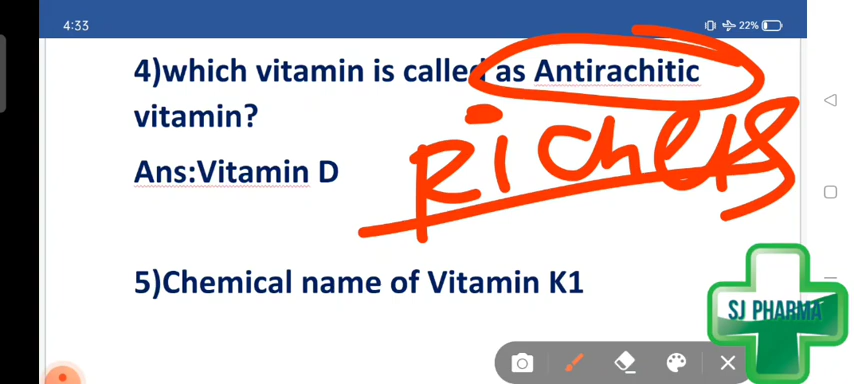 4:33
22%
4)which vitamin is called as Antirachitic
vitamin?
Richets
Ans:Vitamin D
5)Chemical name of Vitamin K1
SJ PHARMA